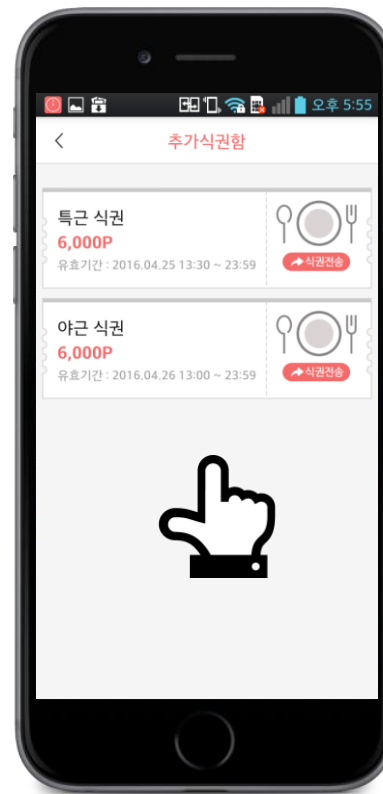 오후 5:55
추가식권함
특근 식권
6,000P
유효기간 : 2016.04.25 13:30 ~ 23:59
식권전송
야근 식권
6,000P
유효기간 : 2016.04.26 13:00 ~ 23:59
식권전송